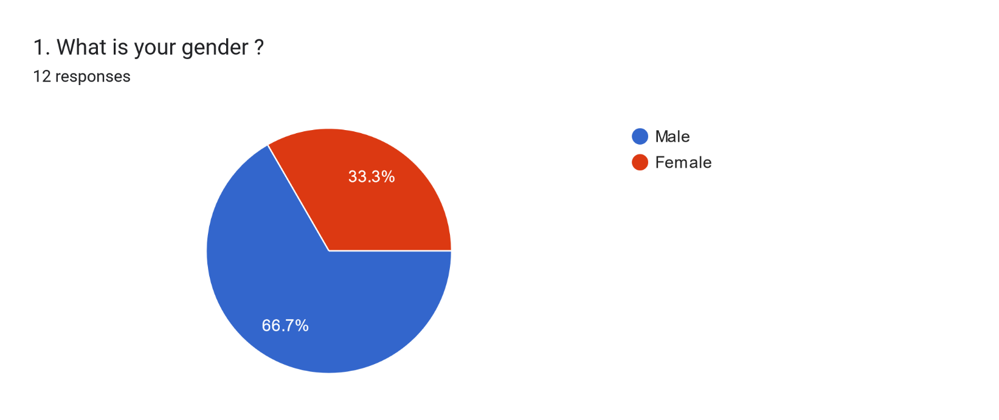 1. What is your gender ?
12 responses
33.3%
66.7%
Male
Female